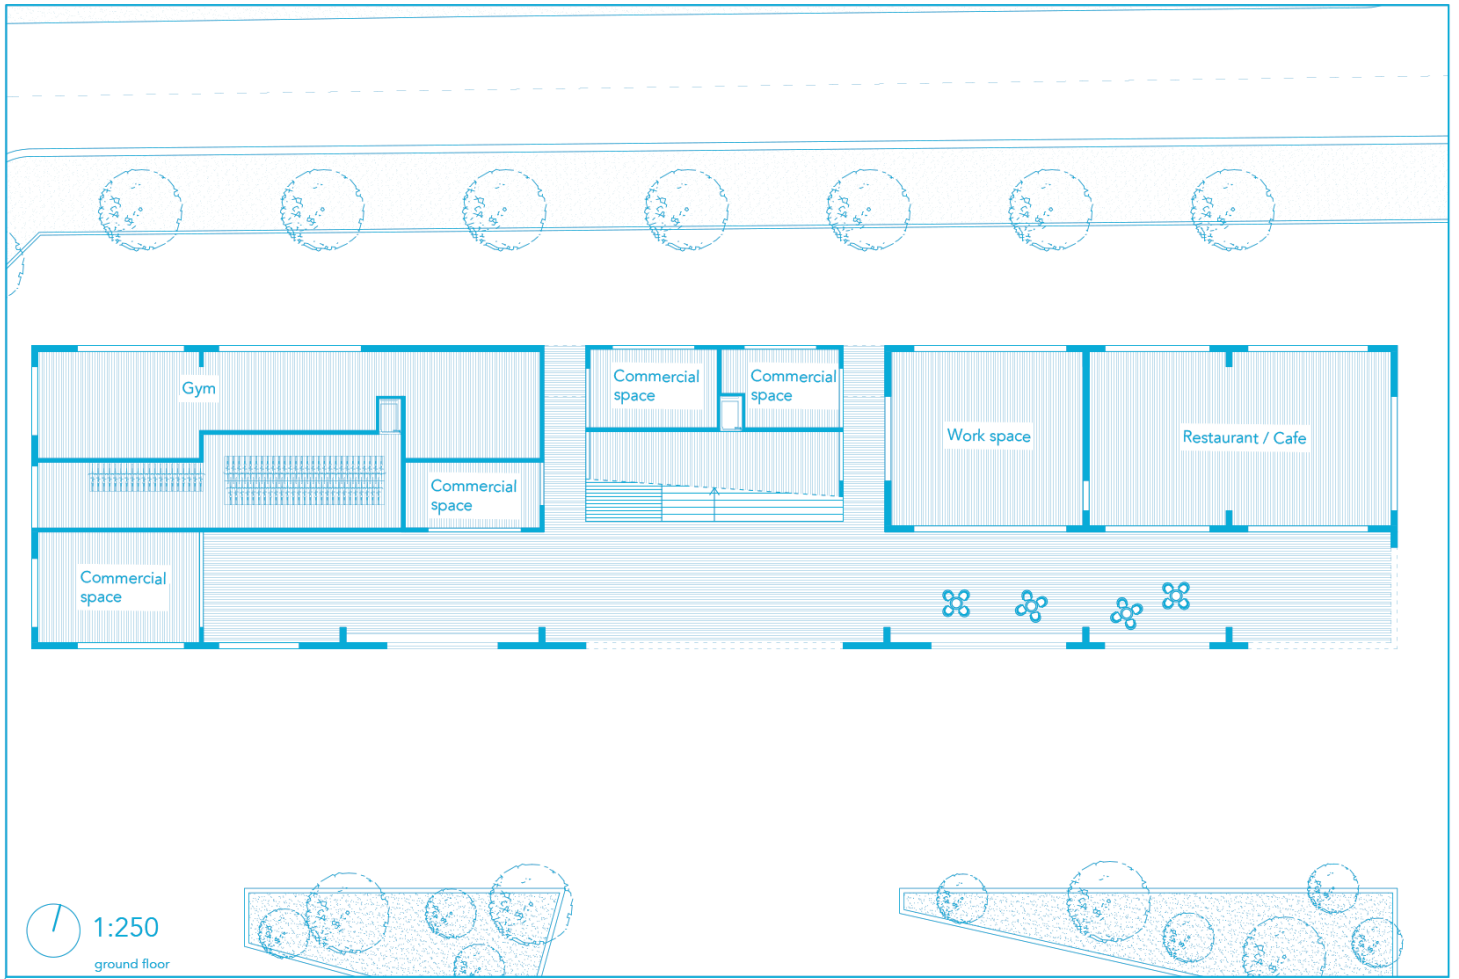 Gym
Commercial
space
Commercial
space
Commercial
space
Work space
Restaurant / Cafe
Commercial
space
1:250
ground floor